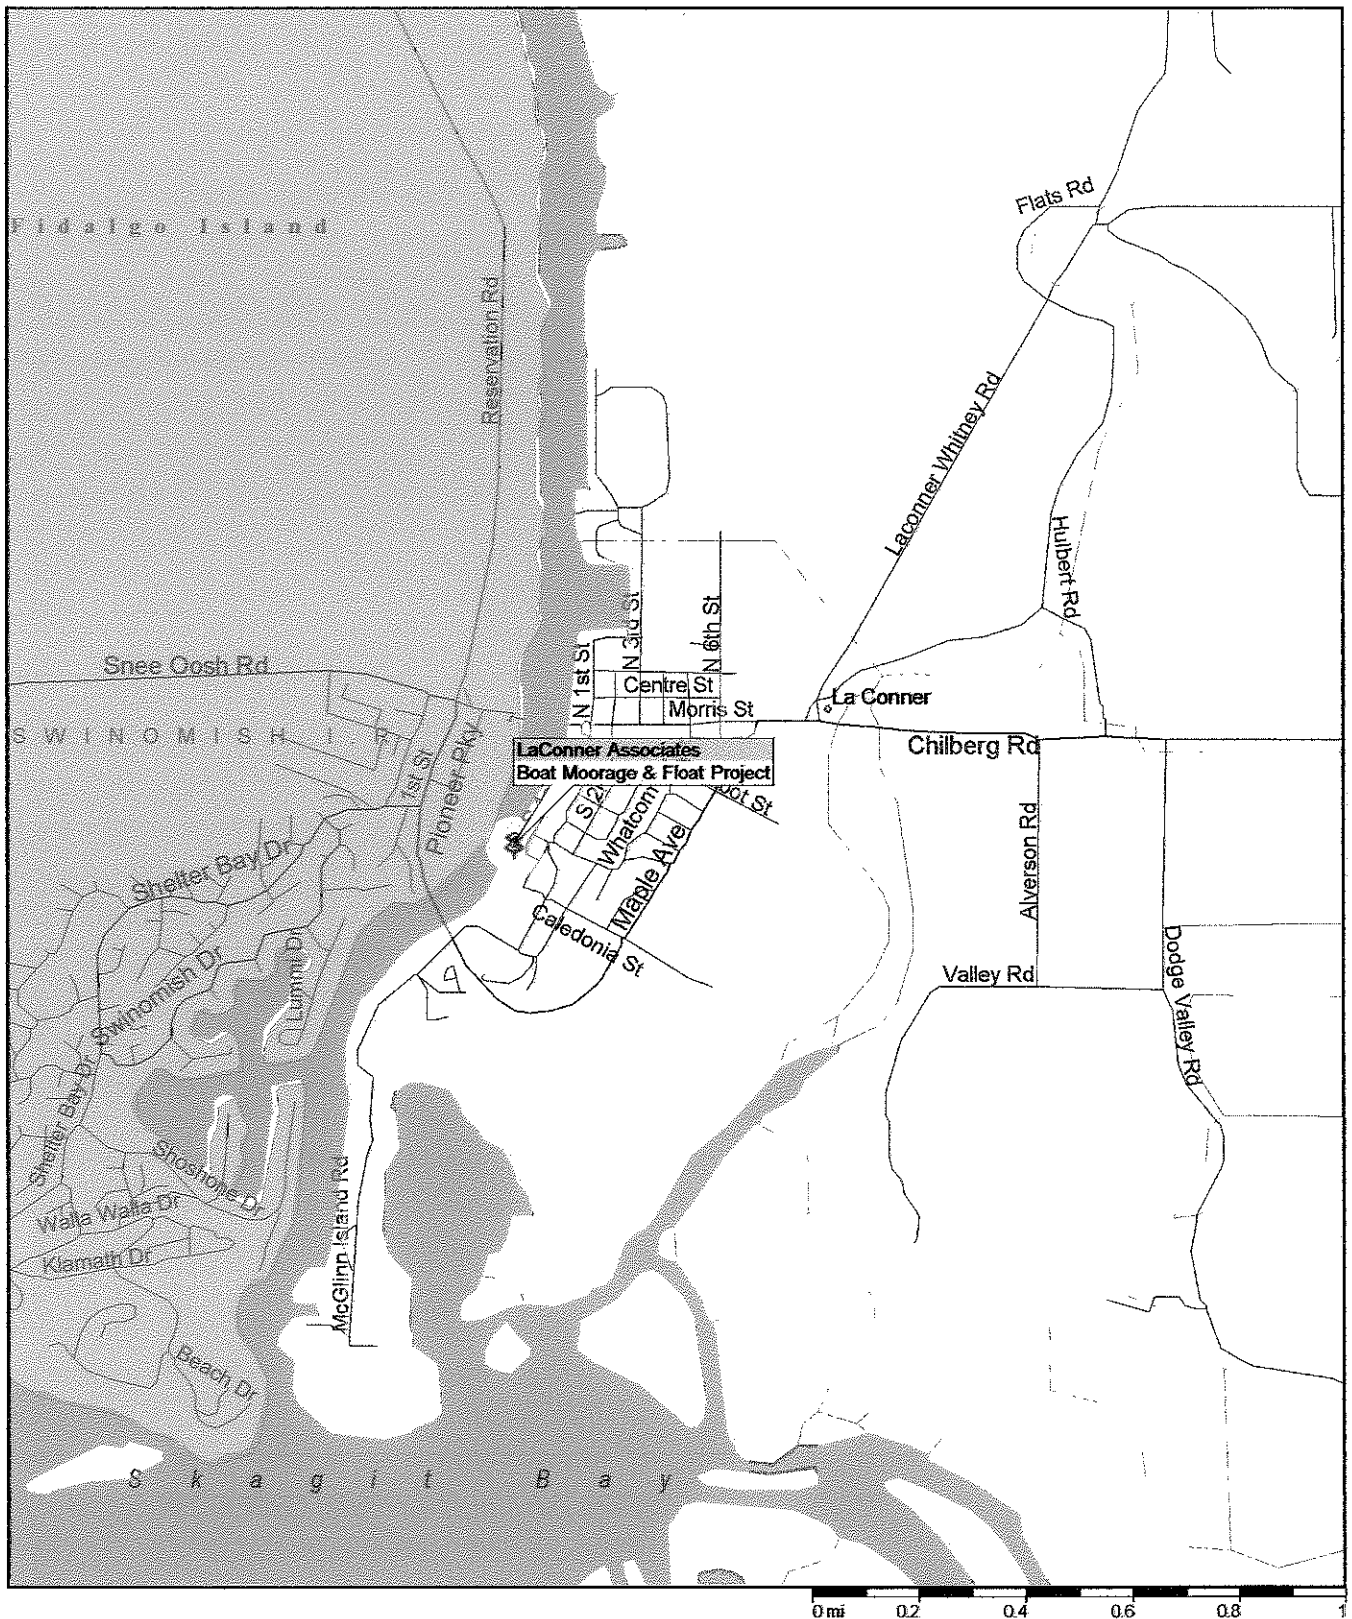 Flats Rd
Fidalgo Island
Reservation Rd
Laconner Whitney Rd
Hulbert Rd
N 1st St
N 3rd St
N 6th St
Snee Oosh Rd
Centre St
Morris St
La Conner
SWINOMISH I R
1st St
Pioneer Pky
LaConner Associates
Boat Moorage & Float Project
Chilberg Rd
Whatcom
Maple Ave
Alverson Rd
Shelter Bay Dr
Caledonia St
Lummi Dr
Swinomish Dr
Valley Rd
Dodge Valley Rd
Shelter Bay Dr
Shoshone Dr
Walla Walla Dr
Klamath Dr
McGlinn Island Rd
Beach Dr
Skagit Bay
0 mi 0.2 0.4 0.6 0.8 1